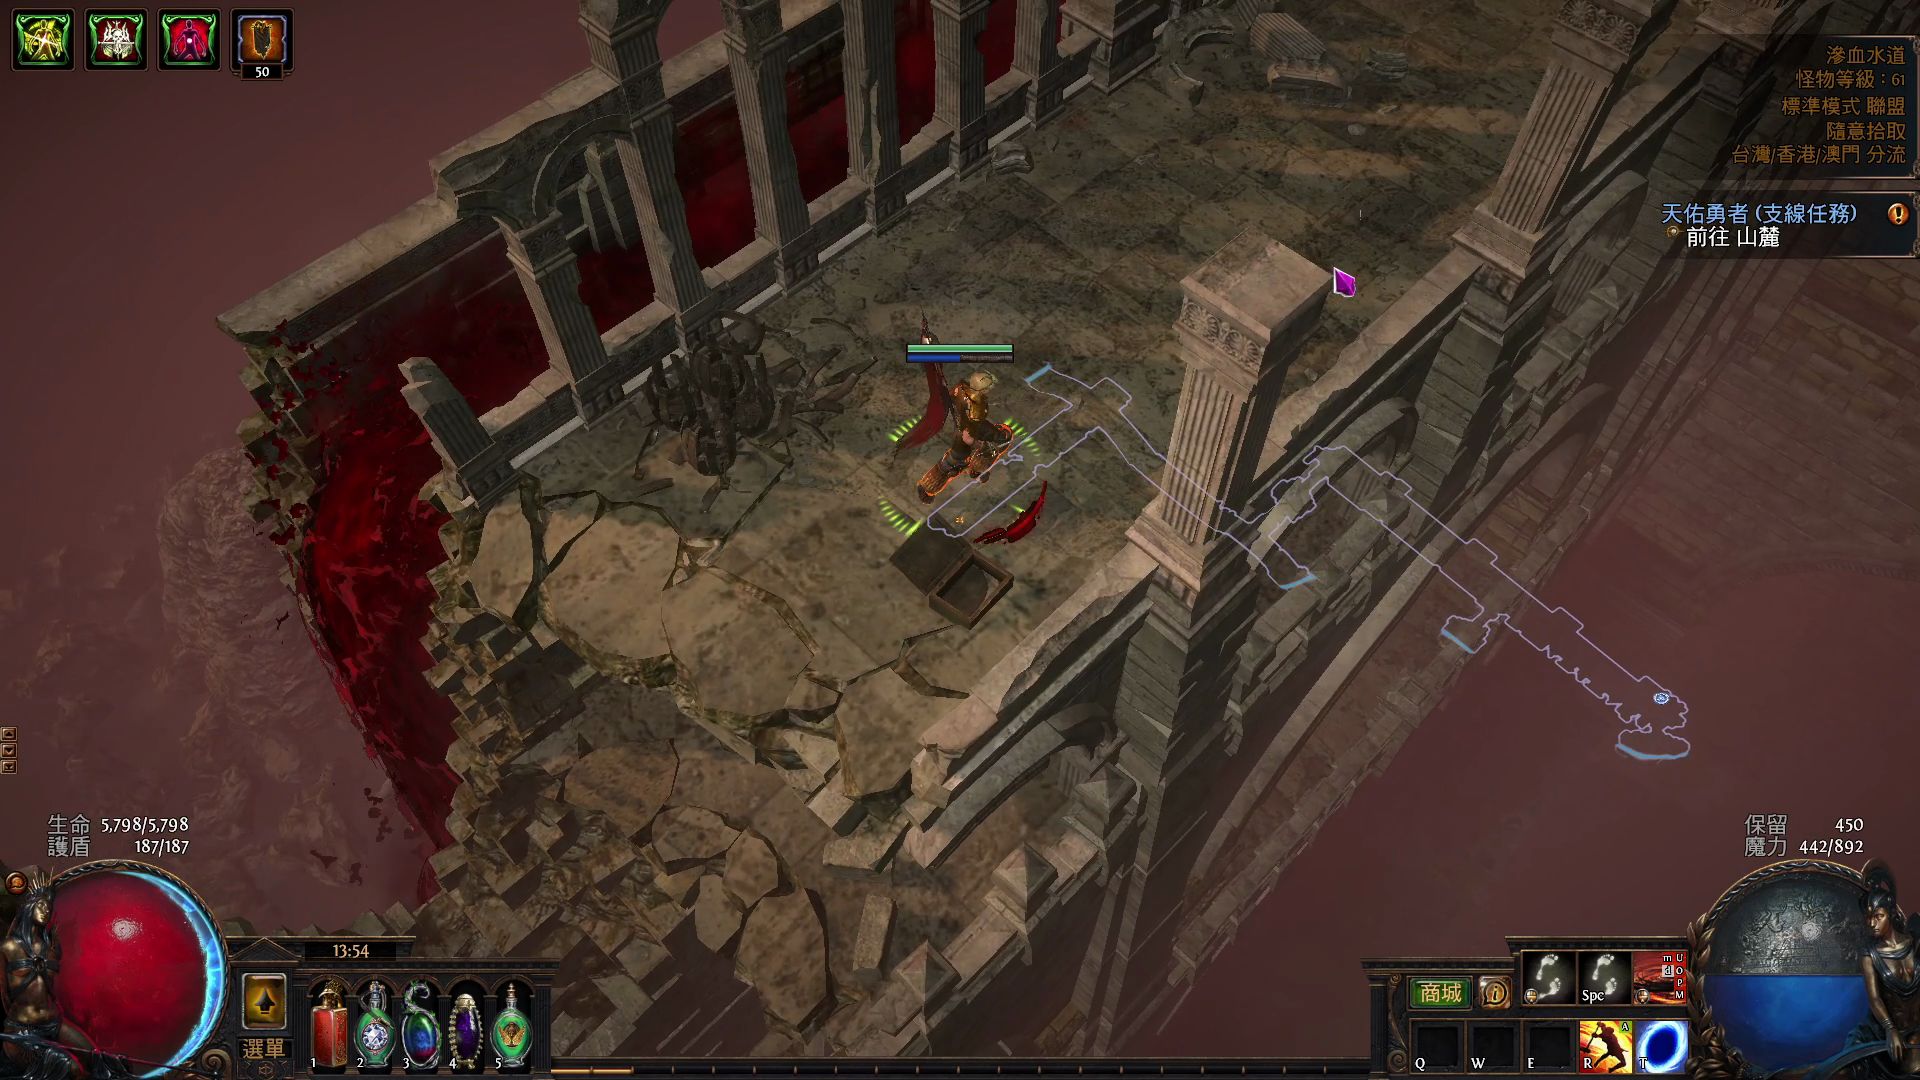 50
滲血水道
怪物等級：61
標準模式 聯盟
隨意拾取
台灣/香港/澳門 分流
天佑勇者 (支線任務)
前往 山麓
生命 5,798/5,798
護盾 187/187
保留 450
魔力 442/892
13:54
選單
1 2 3 4 5
商城
Spc
m U
d O
P
M
Q W E R A T